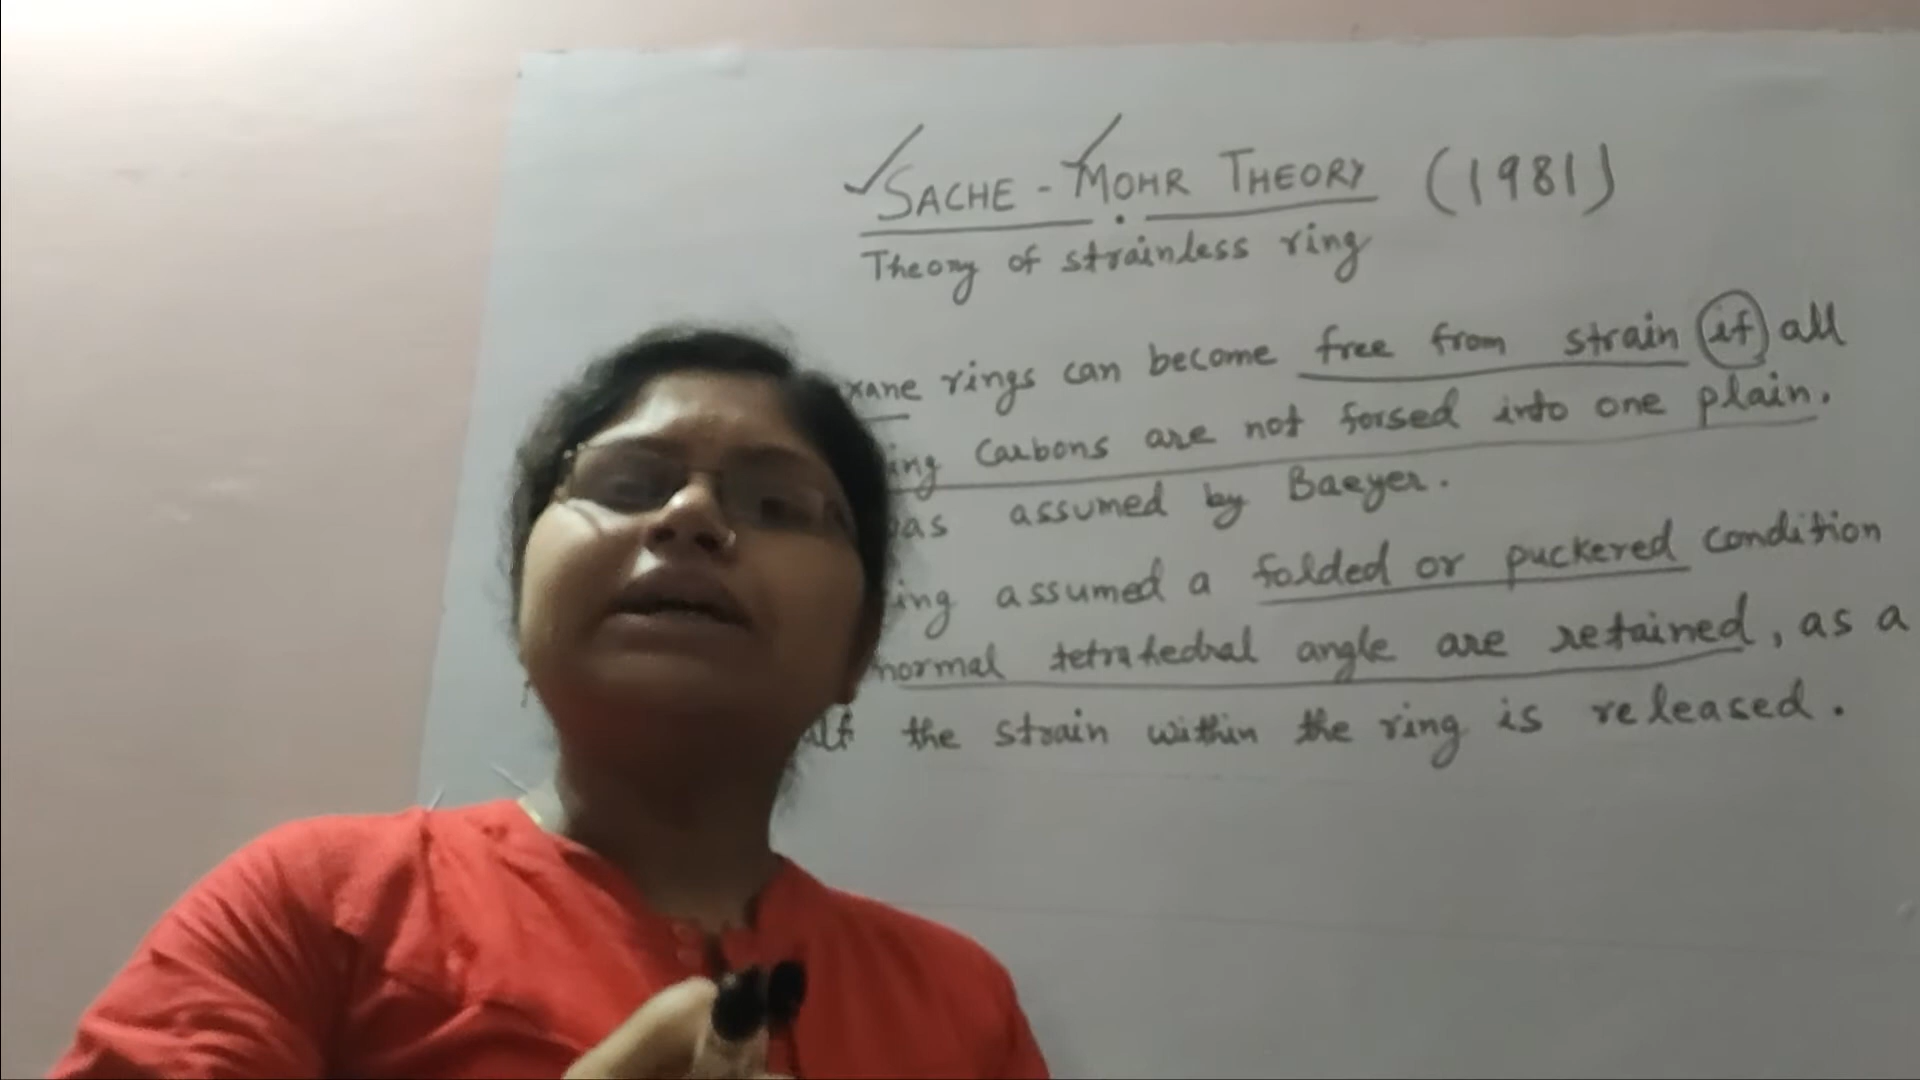 SACHE - MOHR THEORY (1981)
Theory of strainless ring
xane rings can become free from strain if all
ing Carbons are not forsed into one plain.
as assumed by Baeyer.
ing assumed a folded or puckered condition
normal tetrahedral angle are retained, as a
the strain within the ring is released.